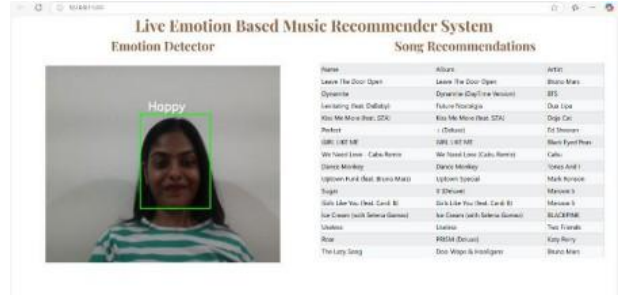 Live Emotion Based Music Recommender System
Emotion Detector
Song Recommendations
Happy
Name Album Artist
Leave The Door Open Leave The Door Open Bruno Mars
Dynamite Dynamite (DayTime Version) BTS
Levitating (feat. DaBaby) Future Nostalgia Dua Lipa
Kiss Me More (feat. SZA) Kiss Me More (feat. SZA) Doja Cat
Perfect ÷ (Deluxe) Ed Sheeran
GIRL LIKE ME GIRL LIKE ME Black Eyed Peas
We Need Love - Cabu Remix We Need Love (Cabu Remix) Cabu
Dance Monkey Dance Monkey Tones And I
Uptown Funk (feat. Bruno Mars) Uptown Special Mark Ronson
Sugar V (Deluxe) Maroon 5
Girls Like You (feat. Cardi B) Girls Like You (feat. Cardi B) Maroon 5
Ice Cream (with Selena Gomez) Ice Cream (with Selena Gomez) BLACKPINK
Useless Useless Two Friends
Roar PRISM (Deluxe) Katy Perry
The Lazy Song Doo-Wops & Hooligans Bruno Mars